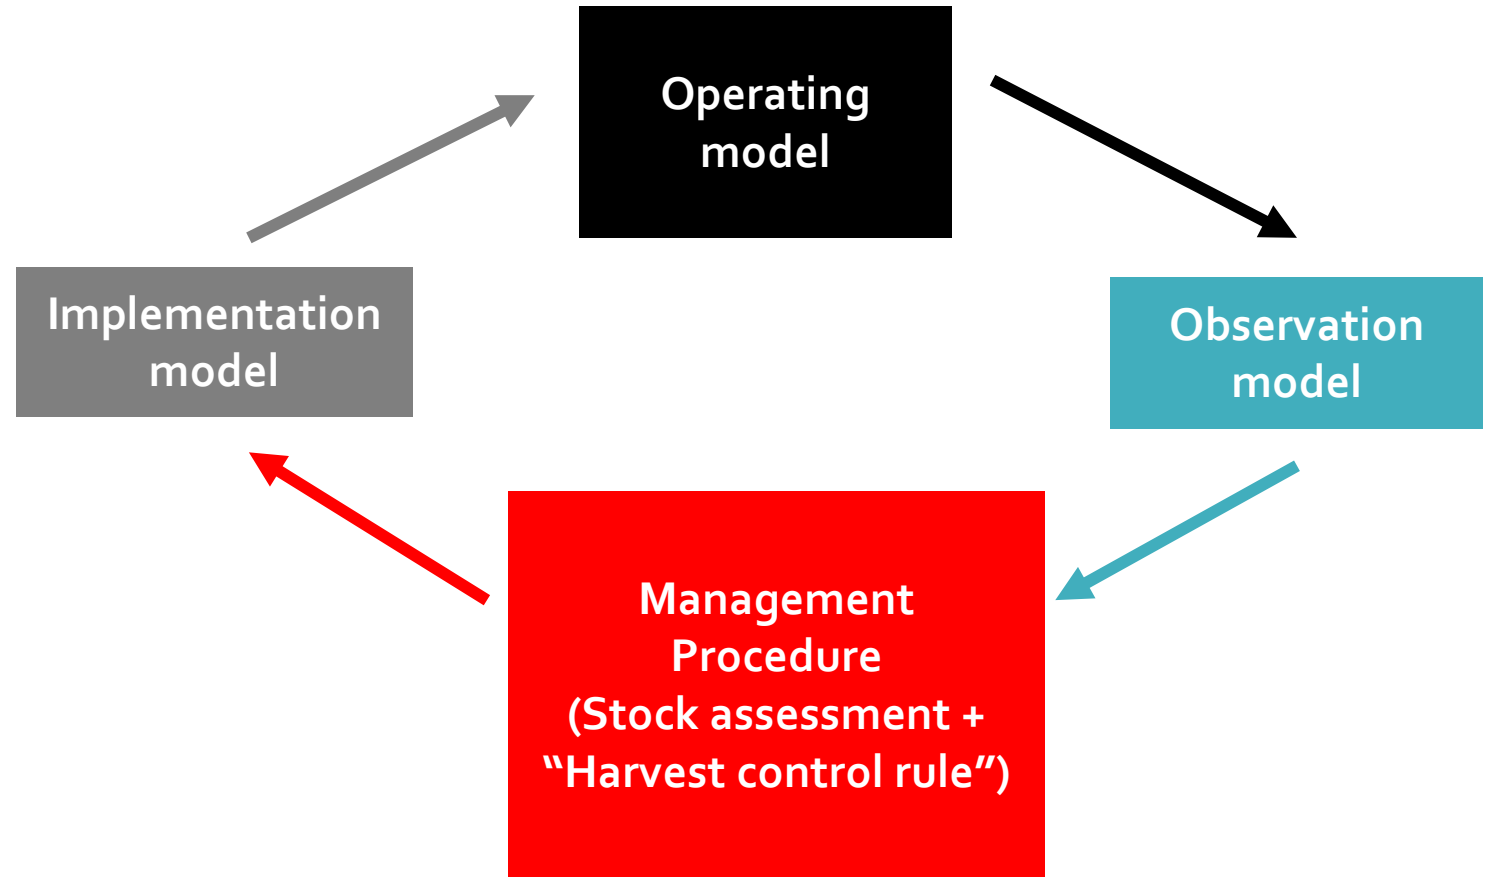 Operating
model
Implementation
model
Observation
model
Management
Procedure
(Stock assessment +
“Harvest control rule”)